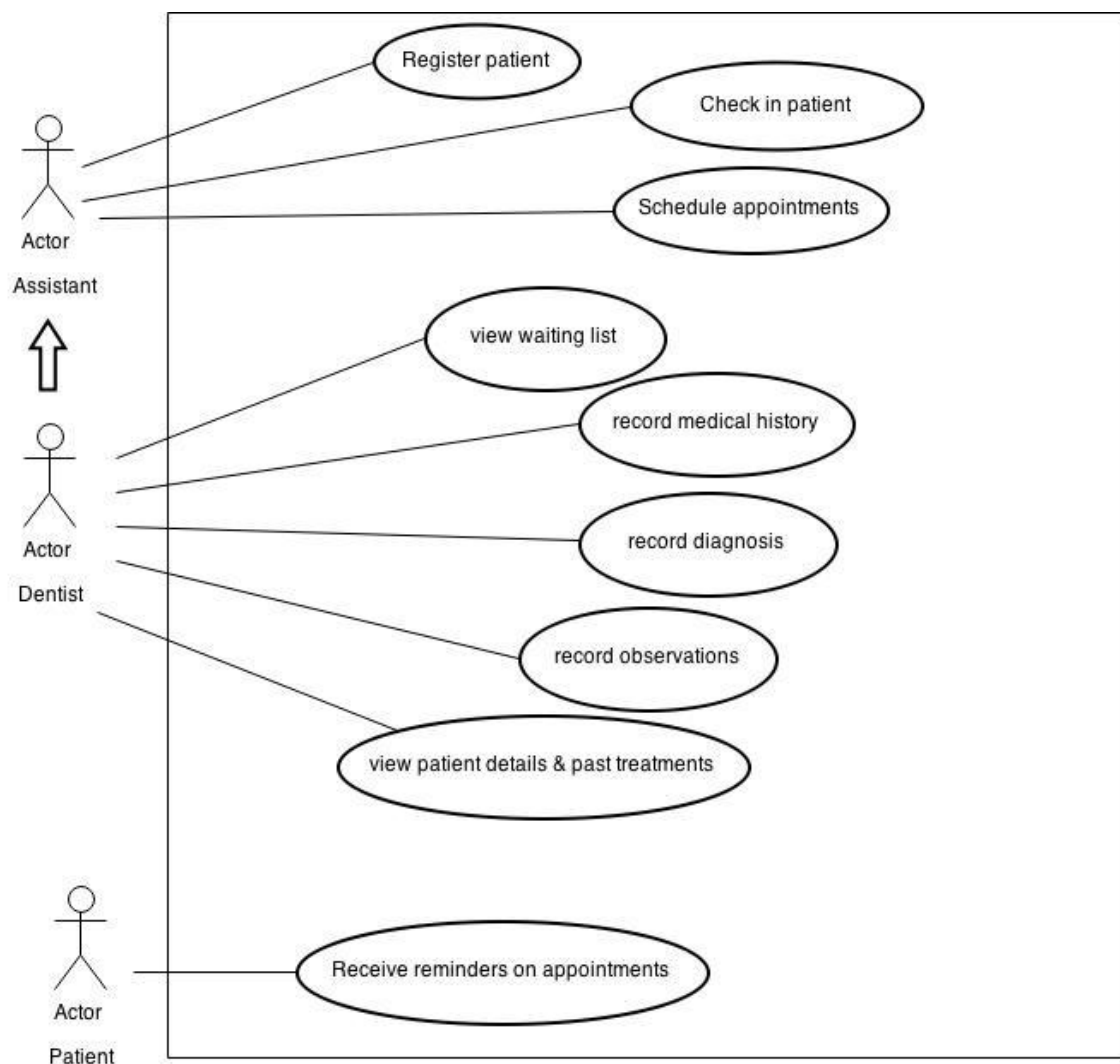 Register patient
Check in patient
Schedule appointments
Actor
Assistant
view waiting list
record medical history
record diagnosis
Actor
Dentist
record observations
view patient details & past treatments
Receive reminders on appointments
Actor
Patient